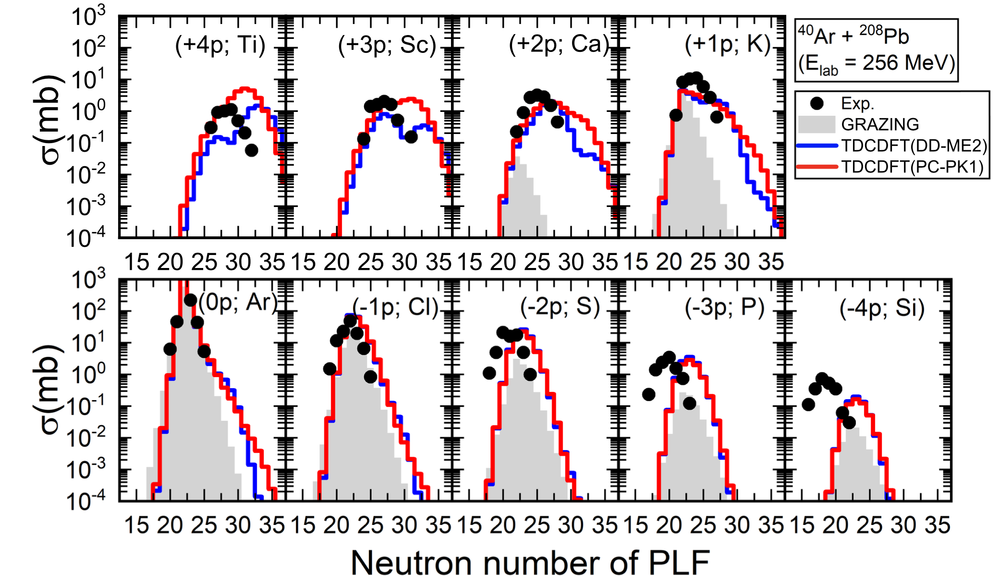 σ(mb)
10³
10²
10¹
10⁰
10⁻¹
10⁻²
10⁻³
10⁻⁴
(+4p; Ti)
(+3p; Sc)
(+2p; Ca)
(+1p; K)
⁴⁰Ar + ²⁰⁸Pb
(E_lab = 256 MeV)
Exp.
GRAZING
TDCDFT(DD-ME2)
TDCDFT(PC-PK1)
15 20 25 30 35 15 20 25 30 35 15 20 25 30 35 15 20 25 30 35
σ(mb)
10³
10²
10¹
10⁰
10⁻¹
10⁻²
10⁻³
10⁻⁴
(0p; Ar)
(-1p; Cl)
(-2p; S)
(-3p; P)
(-4p; Si)
15 20 25 30 35 15 20 25 30 35 15 20 25 30 35 15 20 25 30 35 15 20 25 30 35
Neutron number of PLF